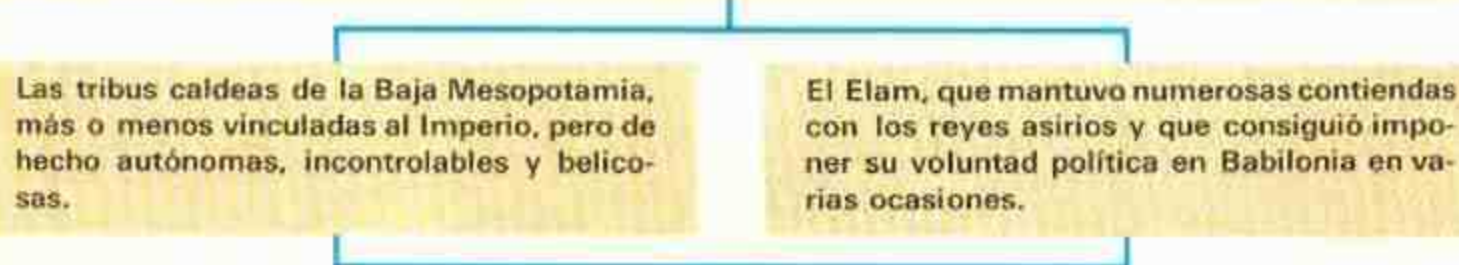 Las tribus caldeas de la Baja Mesopotamia,
más o menos vinculadas al Imperio, pero de
hecho autónomas, incontrolables y belico-
sas.
El Elam, que mantuvo numerosas contiendas
con los reyes asirios y que consiguió impo-
ner su voluntad política en Babilonia en va-
rias ocasiones.